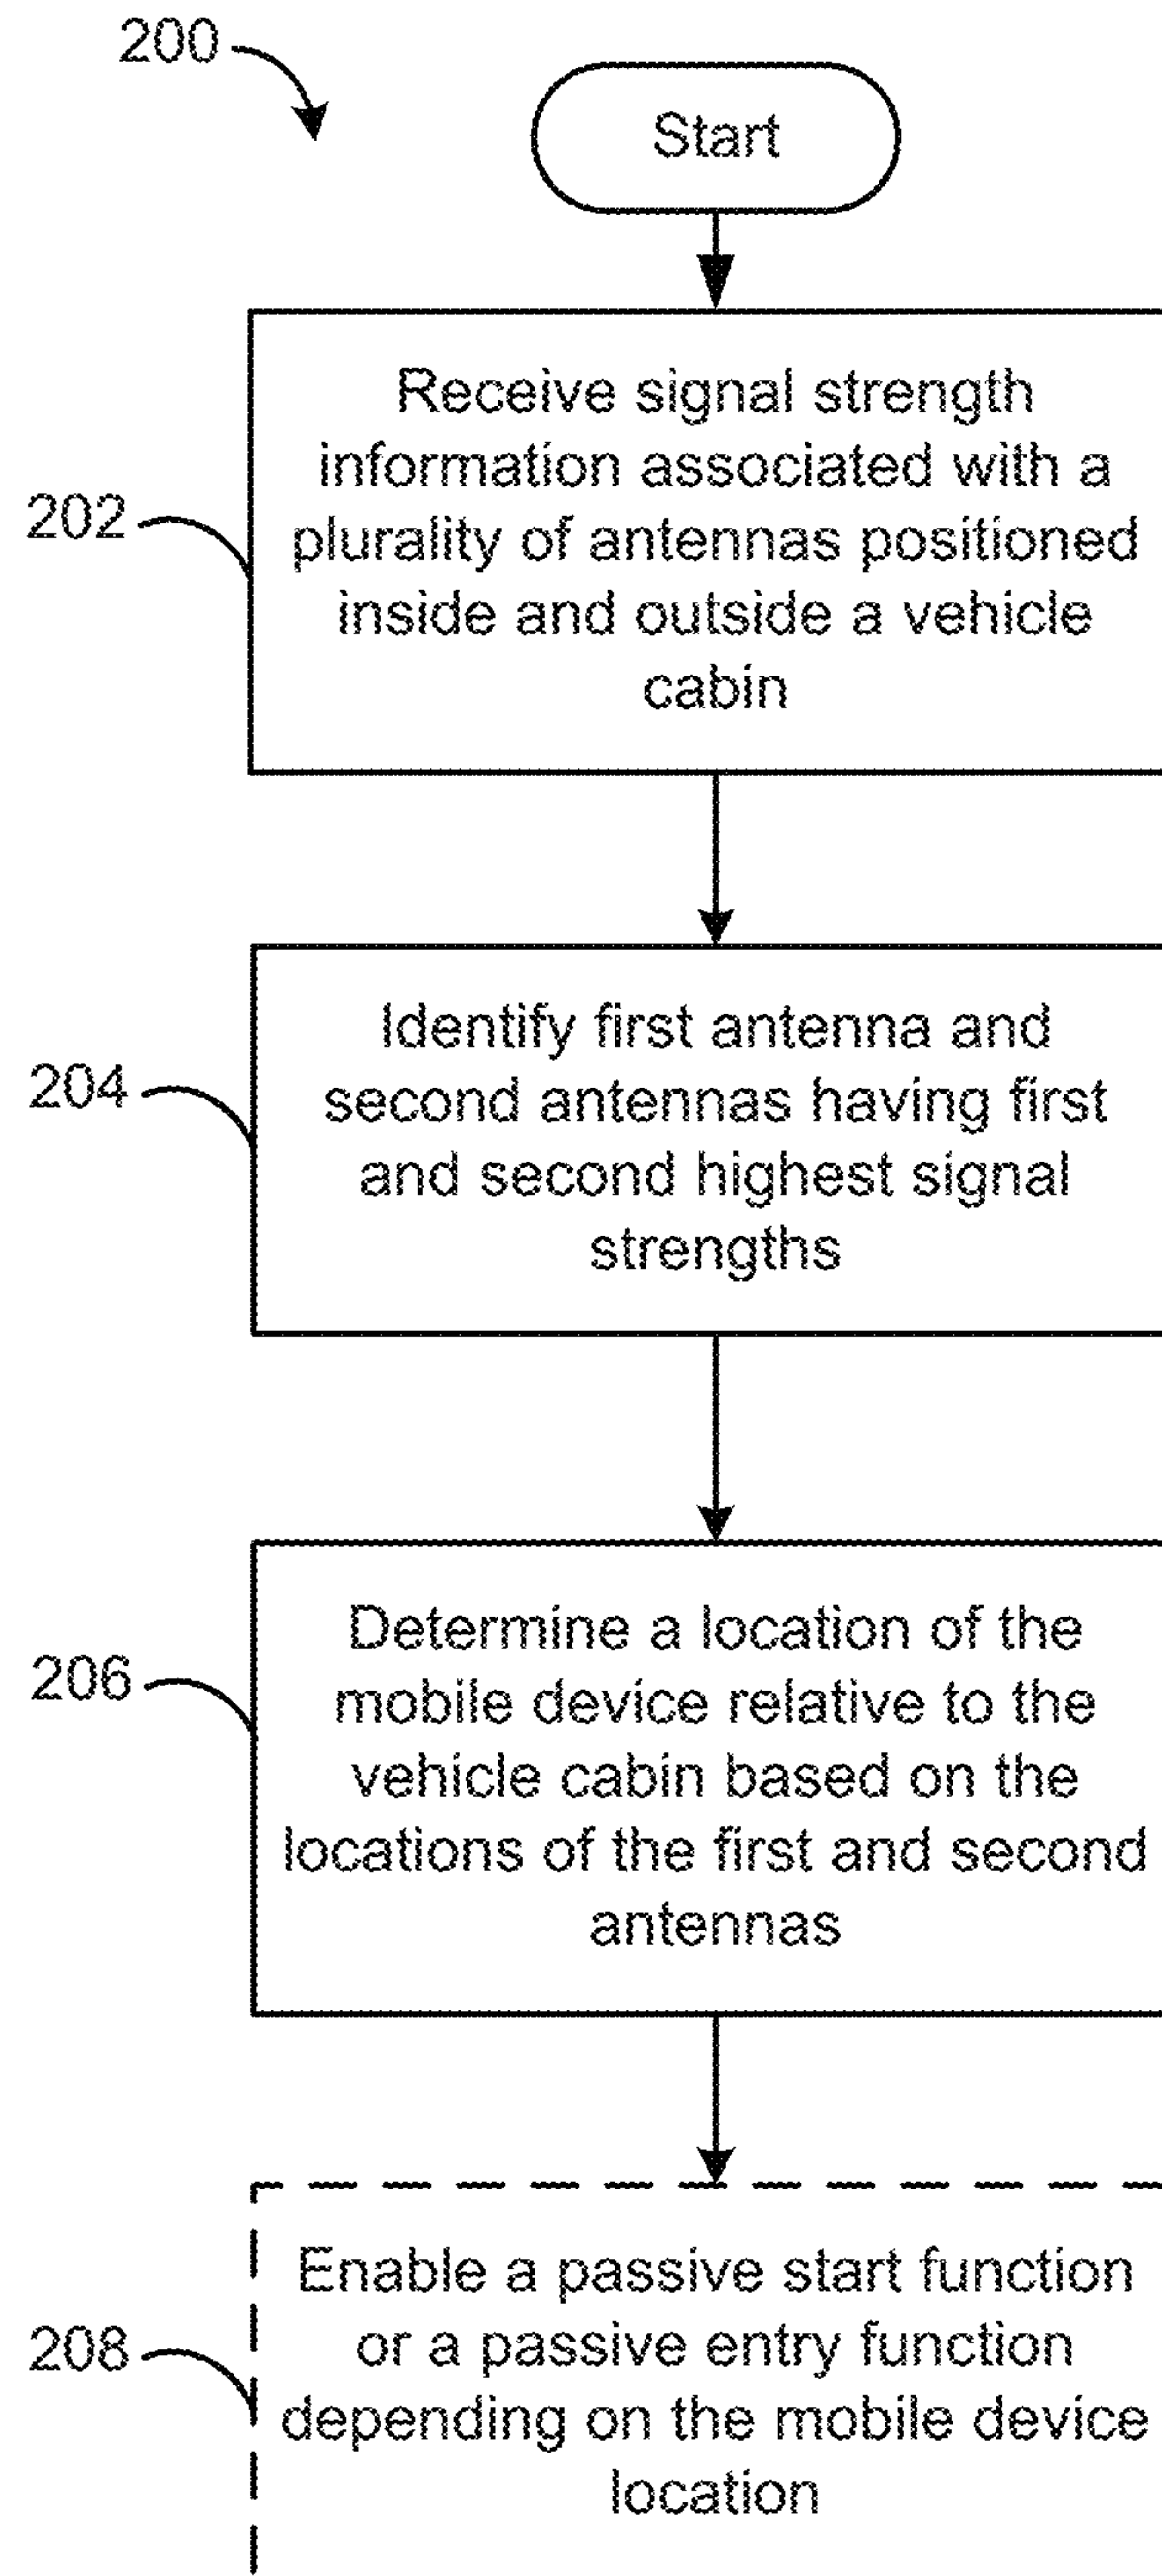 200
Start
202
Receive signal strength
information associated with a
plurality of antennas positioned
inside and outside a vehicle
cabin
204
Identify first antenna and
second antennas having first
and second highest signal
strengths
206
Determine a location of the
mobile device relative to the
vehicle cabin based on the
locations of the first and second
antennas
208
Enable a passive start function
or a passive entry function
depending on the mobile device
location